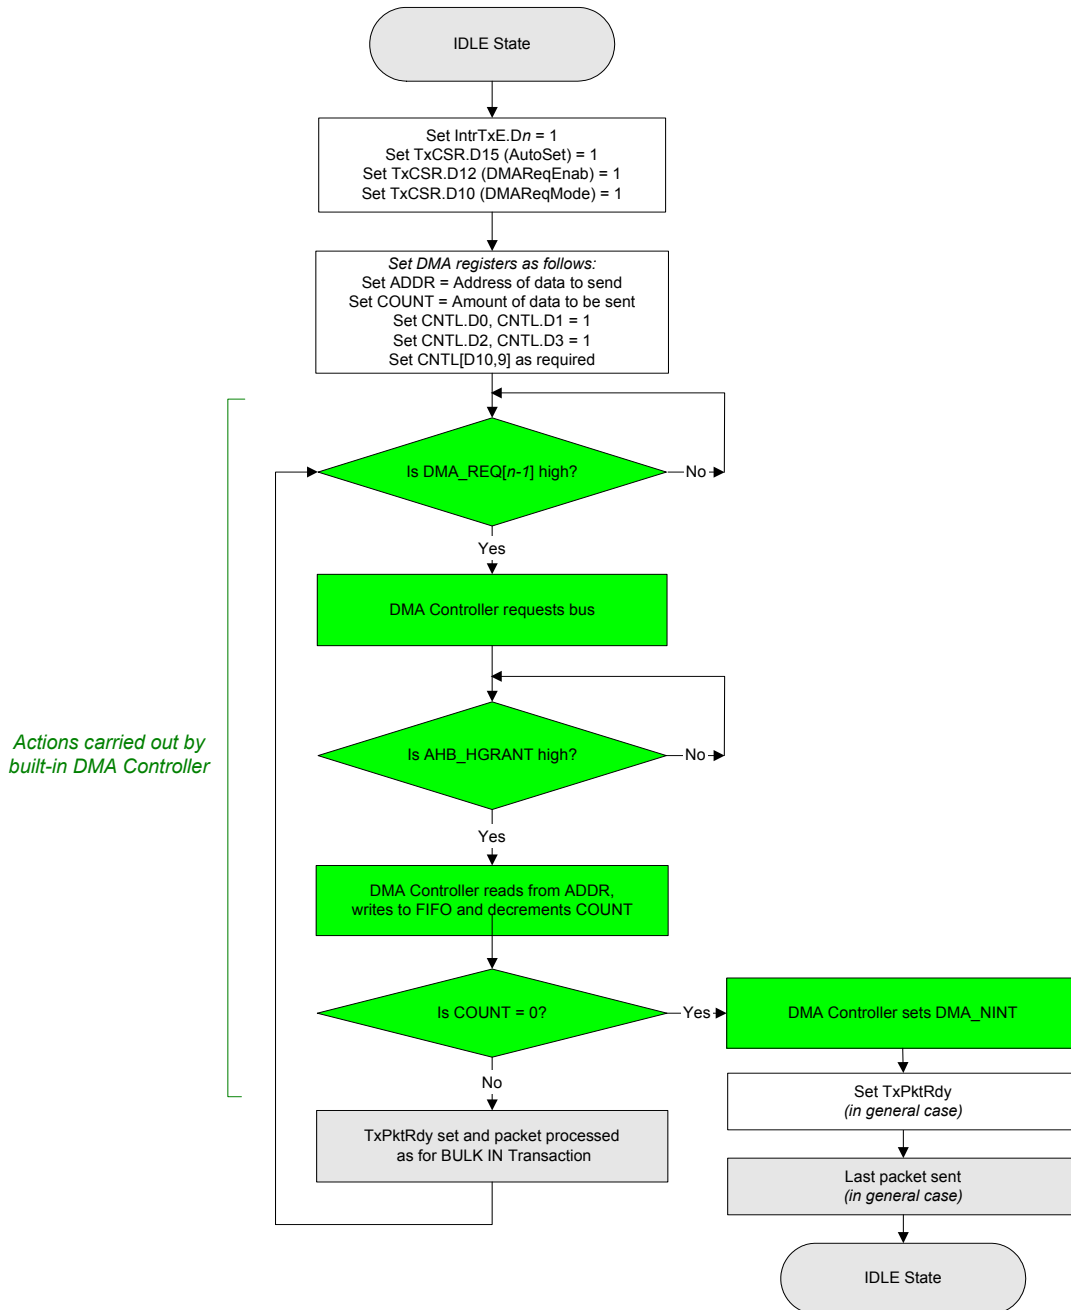 IDLE State
Set IntrTxE.Dn = 1
Set TxCSR.D15 (AutoSet) = 1
Set TxCSR.D12 (DMAReqEnab) = 1
Set TxCSR.D10 (DMAReqMode) = 1
Set DMA registers as follows:
Set ADDR = Address of data to send
Set COUNT = Amount of data to be sent
Set CNTL.D0, CNTL.D1 = 1
Set CNTL.D2, CNTL.D3 = 1
Set CNTL[D10,9] as required
Is DMA_REQ[n-1] high?
No
Yes
DMA Controller requests bus
Is AHB_HGRANT high?
No
Actions carried out by
built-in DMA Controller
Yes
DMA Controller reads from ADDR,
writes to FIFO and decrements COUNT
Is COUNT = 0?
Yes
DMA Controller sets DMA_NINT
No
Set TxPktRdy
(in general case)
TxPktRdy set and packet processed
as for BULK IN Transaction
Last packet sent
(in general case)
IDLE State